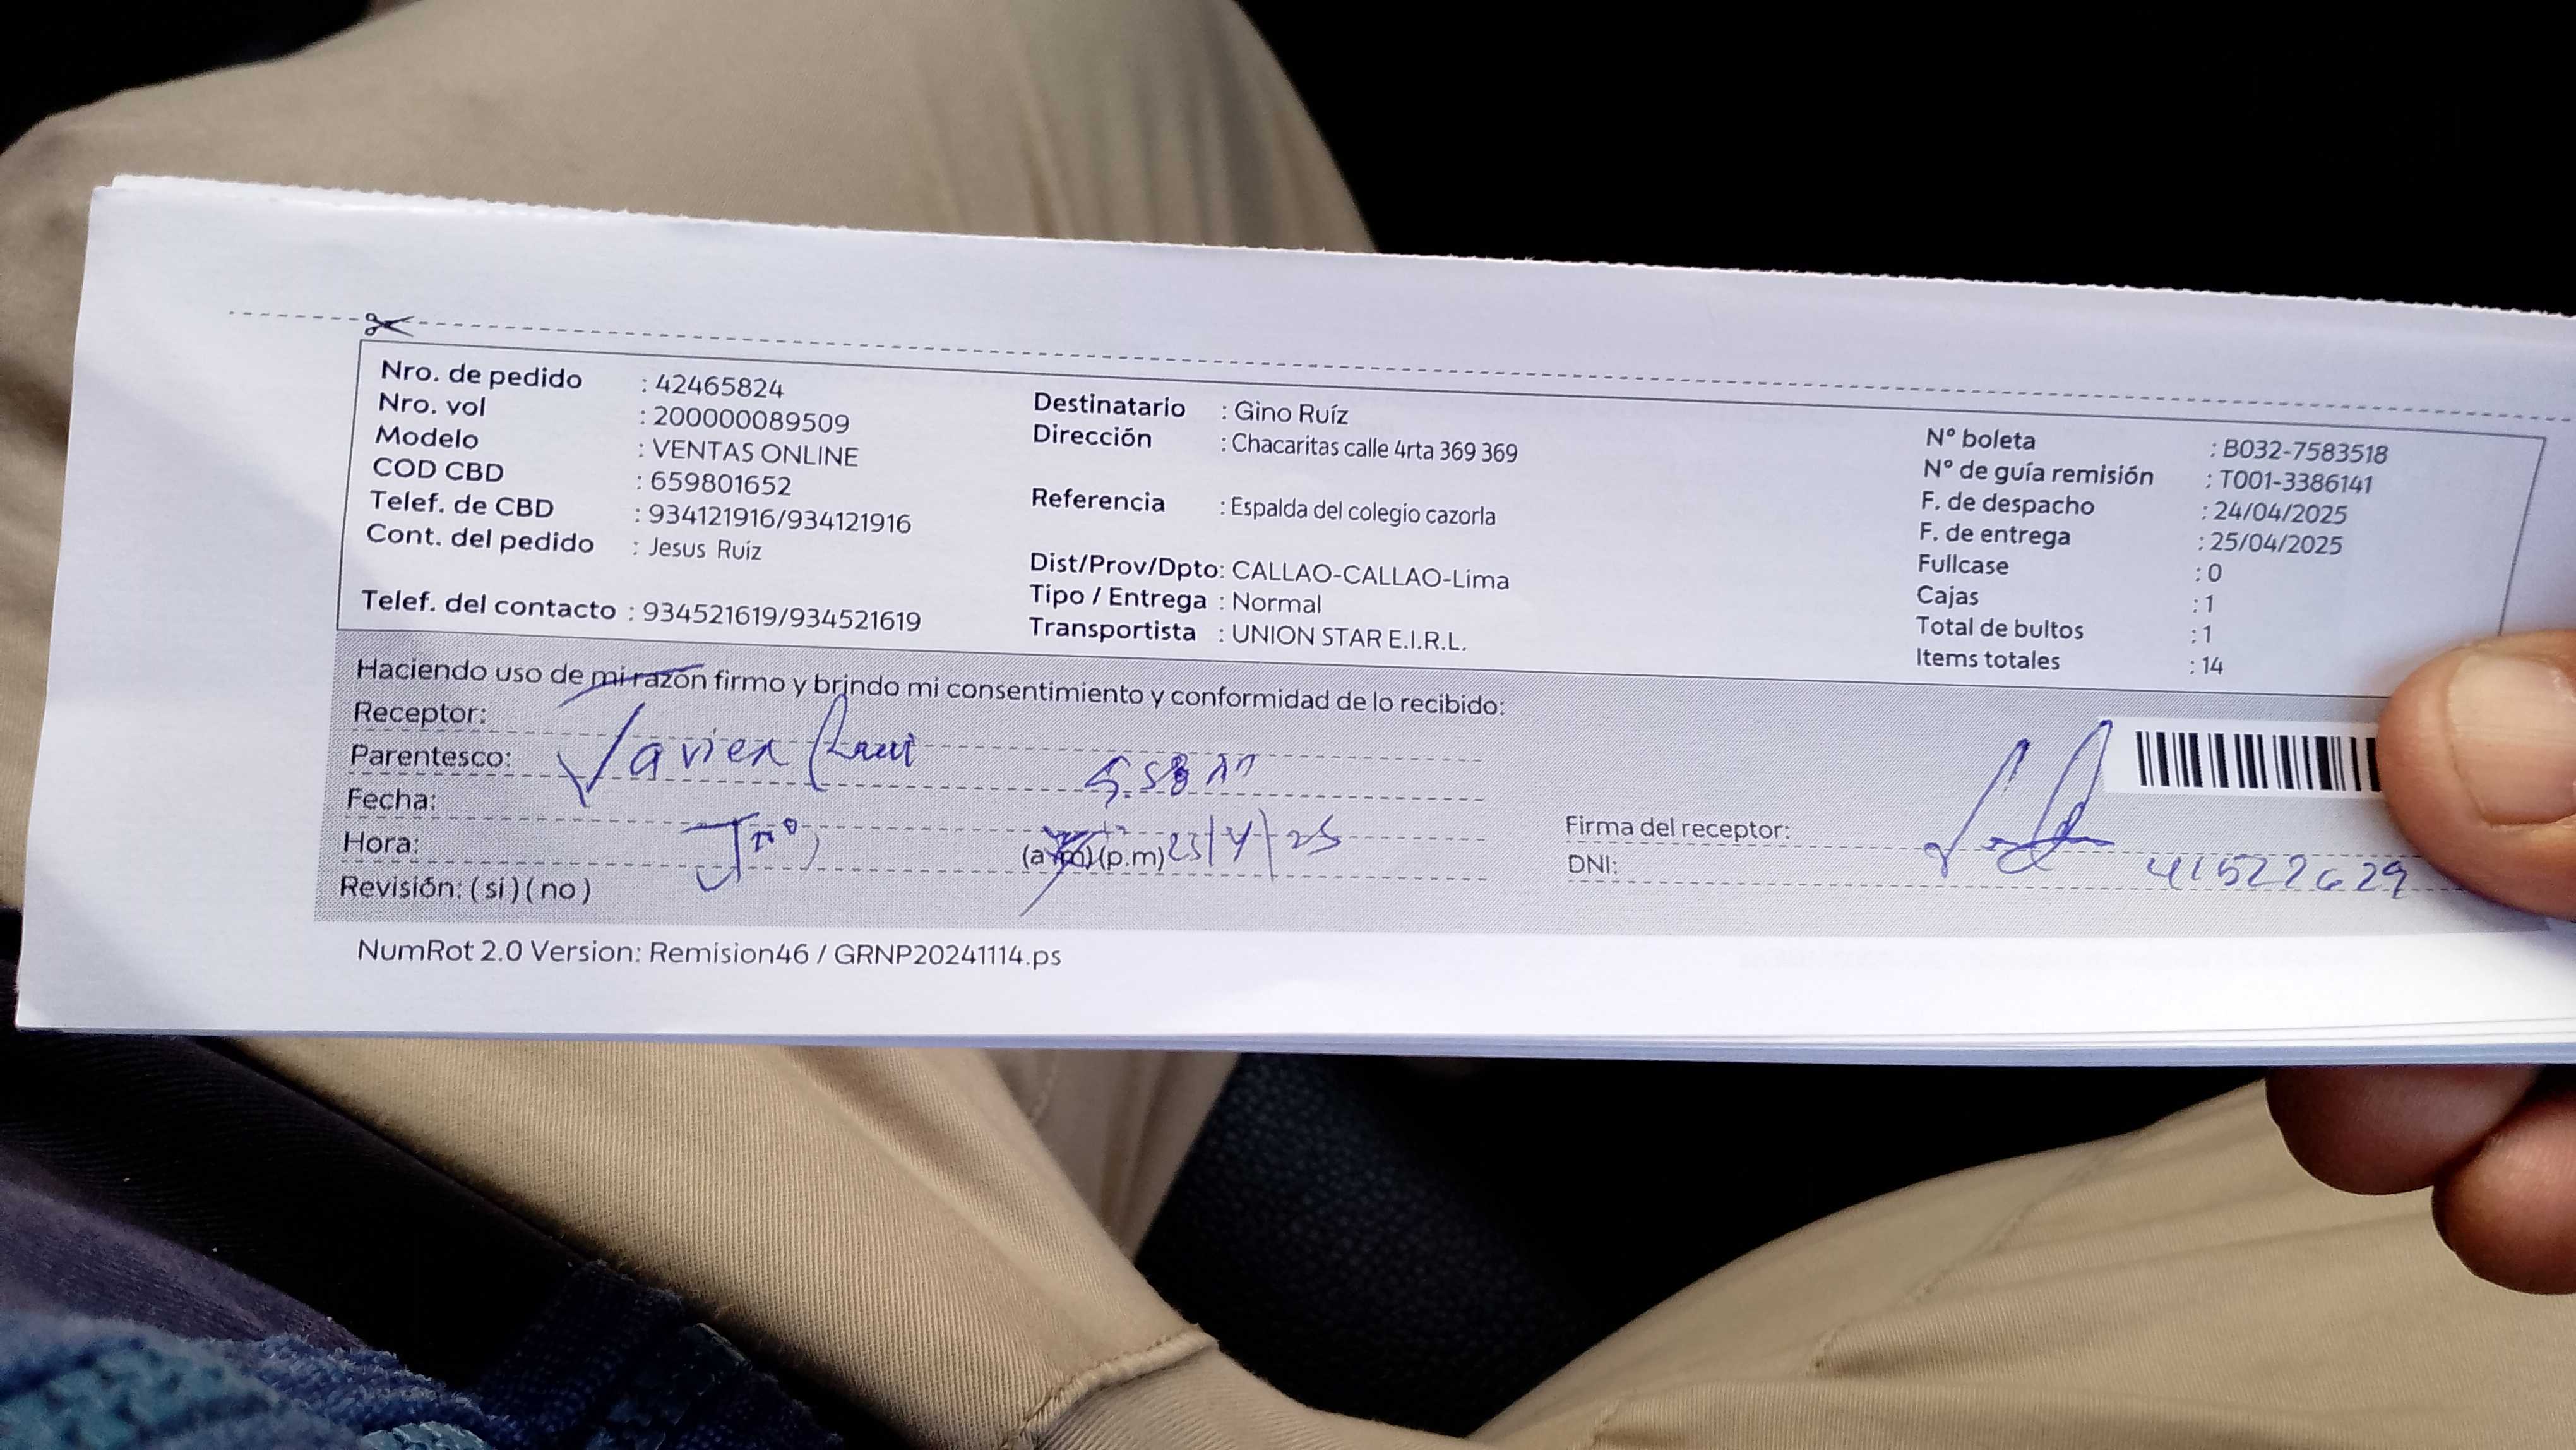 Nro. de pedido : 42465824
Nro. vol : 200000089509
Modelo : VENTAS ONLINE
COD CBD : 659801652
Telef. de CBD : 934121916/934121916
Cont. del pedido : Jesus Ruíz
Telef. del contacto : 934521619/934521619
Destinatario : Gino Ruíz
Dirección : Chacaritas calle 4rta 369 369
Referencia : Espalda del colegio cazorla
Dist/Prov/Dpto: CALLAO-CALLAO-Lima
Tipo / Entrega : Normal
Transportista : UNION STAR E.I.R.L.
N° boleta : B032-7583518
N° de guía remisión : T001-3386141
F. de despacho : 24/04/2025
F. de entrega : 25/04/2025
Fullcase : 0
Cajas : 1
Total de bultos : 1
Items totales : 14
Haciendo uso de mi razón firmo y brindo mi consentimiento y conformidad de lo recibido:
Receptor:
Parentesco: Javier
Fecha:
Hora: (a.m)(p.m)
Revisión: (si) (no)
Firma del receptor:
DNI: 41522629
NumRot 2.0 Version: Remision46 / GRNP20241114.ps